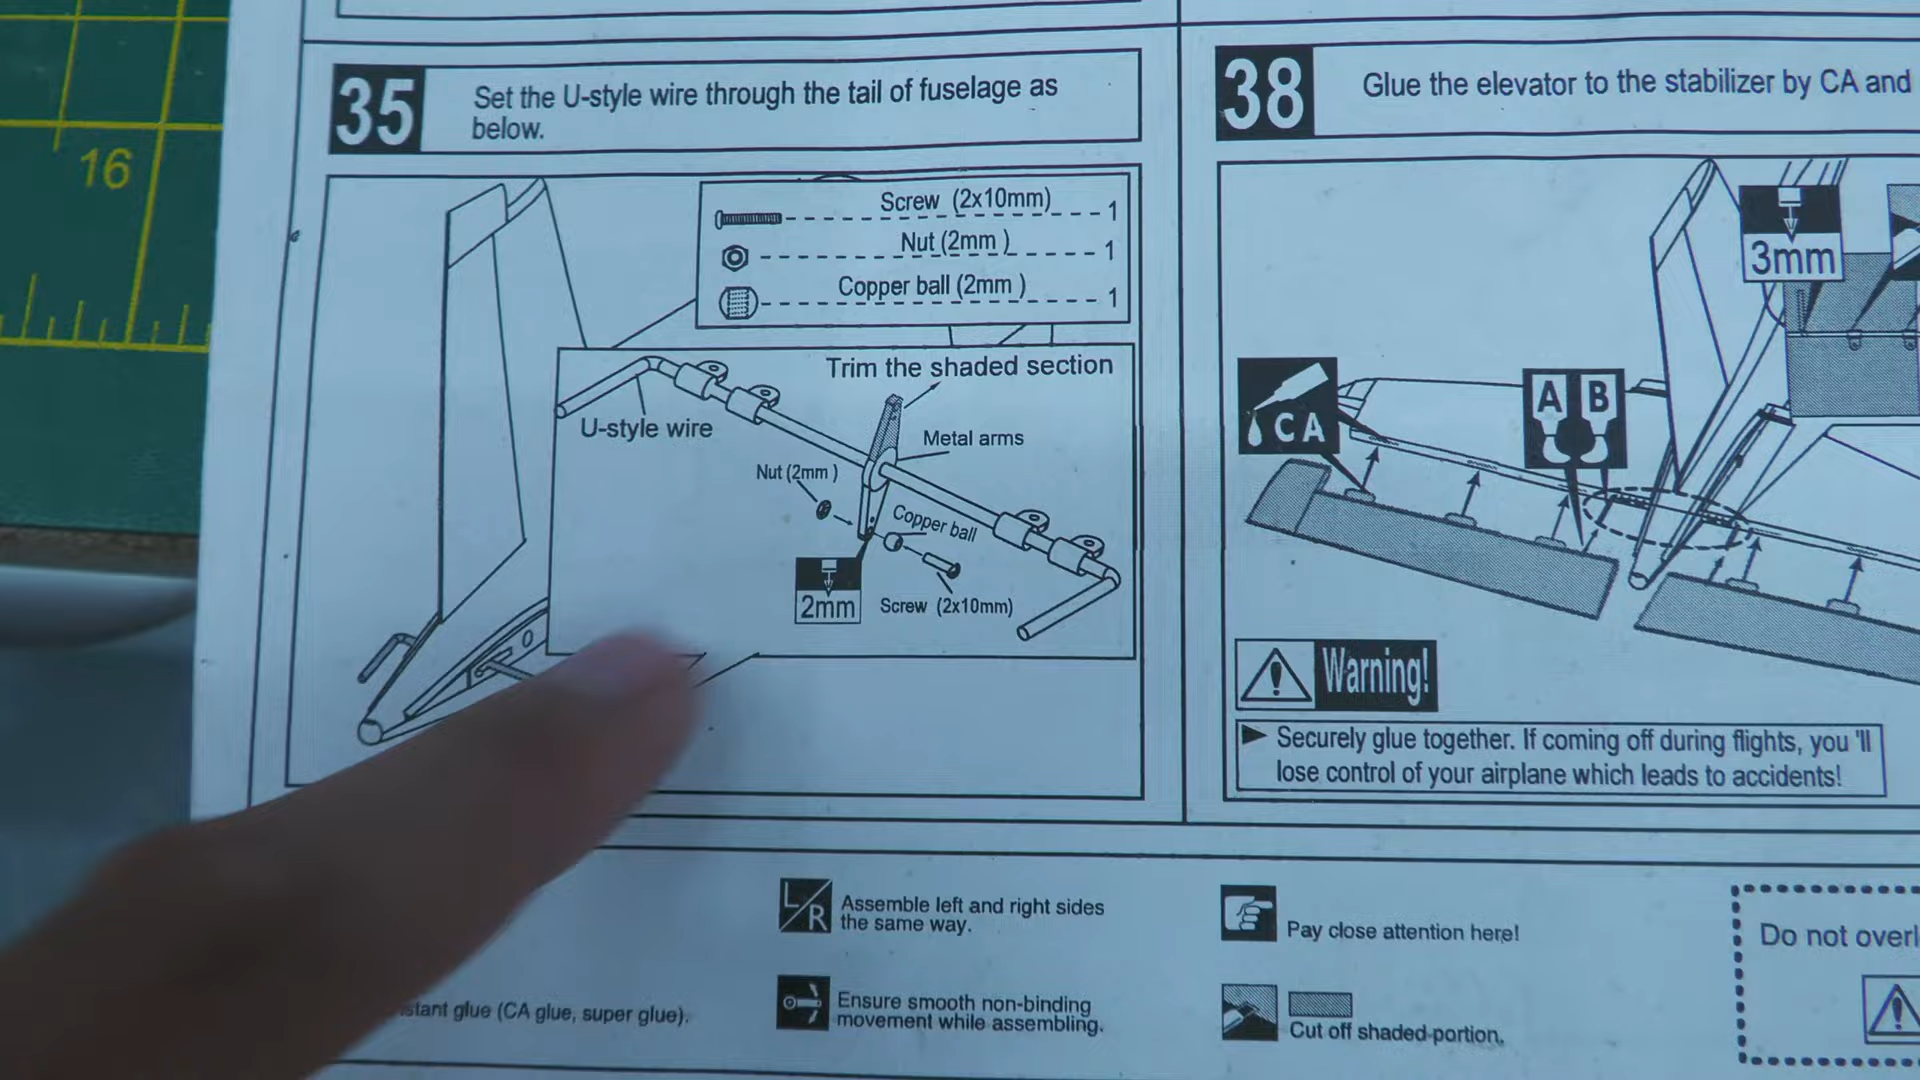 16
35
Set the U-style wire through the tail of fuselage as
below.
Screw (2x10mm) 1
Nut (2mm ) 1
Copper ball (2mm ) 1
Trim the shaded section
U-style wire
Metal arms
Nut (2mm )
Copper ball
2mm
Screw (2x10mm)
38
Glue the elevator to the stabilizer by CA and
3mm
CA
A B
Warning!
Securely glue together. If coming off during flights, you 'll
lose control of your airplane which leads to accidents!
L/R
Assemble left and right sides
the same way.
Pay close attention here!
glue (CA glue, super glue).
Ensure smooth non-binding
movement while assembling.
Cut off shaded portion.
Do not